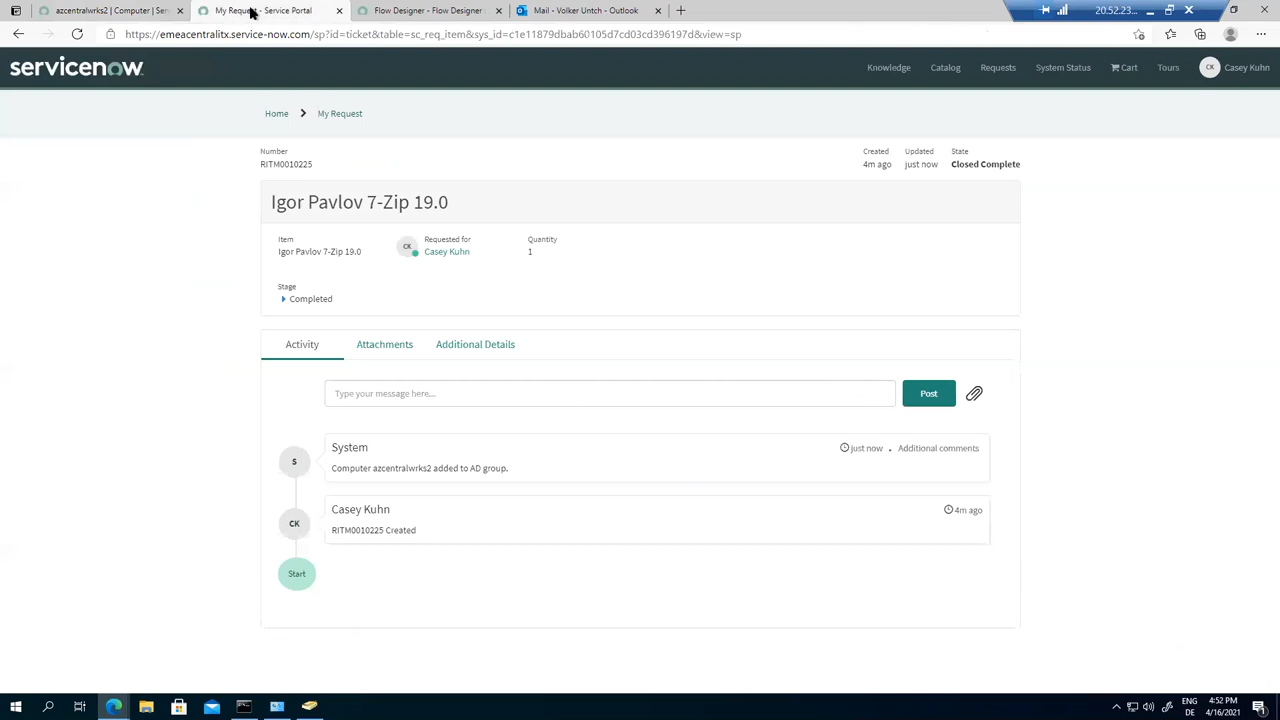 azcentralwrks2 | Computer | Ser
My Request - Service Portal
Flow Designer - Flow Designer
Mail - Volker Untch - Outlook
20.52.23
https://emeacentralitx.service-now.com/sp?id=ticket&table=sc_req_item&sys_id=c1e11879dbab60105d7cd03cd396197d&view=sp
servicenow
Knowledge
Catalog
Requests
System Status
Cart
Tours
CK
Casey Kuhn
Home
My Request
Number
RITM0010225
Created
4m ago
Updated
just now
State
Closed Complete
Igor Pavlov 7-Zip 19.0
Item
Igor Pavlov 7-Zip 19.0
CK
Requested for
Casey Kuhn
Quantity
1
Stage
Completed
Activity
Attachments
Additional Details
Type your message here,...
Post
S
System
just now
Additional comments
Computer azcentralwrks2 added to AD group.
CK
Casey Kuhn
4m ago
RITM0010225 Created
Start
ENG
DE
4:52 PM
4/16/2021
1